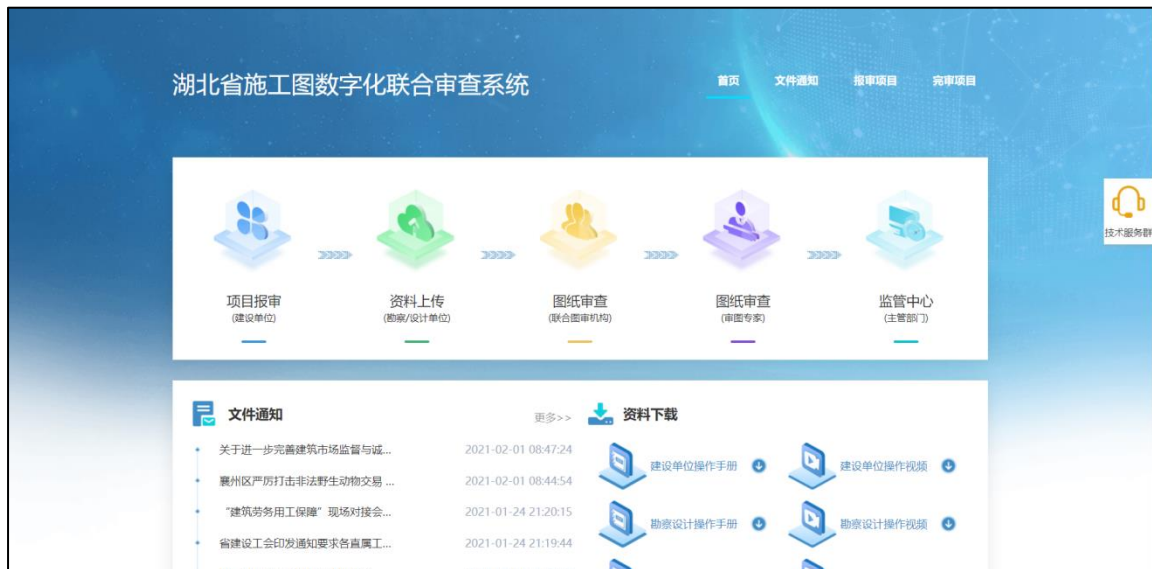 湖北省施工图数字化联合审查系统
首页 文件通知 报审项目 完审项目
技术服务群
项目报审 资料上传 图纸审查 图纸审查 监管中心
(建设单位) (勘察/设计单位) (联合图审机构) (审图专家) (主管部门)
文件通知 更多>>
关于进一步完善建筑市场监督与诚... 2021-02-01 08:47:24
襄州区严厉打击非法野生动物交易 ... 2021-02-01 08:44:54
“建筑劳务用工保障”现场对接会... 2021-01-24 21:20:15
省建设工会印发通知要求各直属工... 2021-01-24 21:19:44
资料下载
建设单位操作手册 建设单位操作视频
勘察设计操作手册 勘察设计操作视频